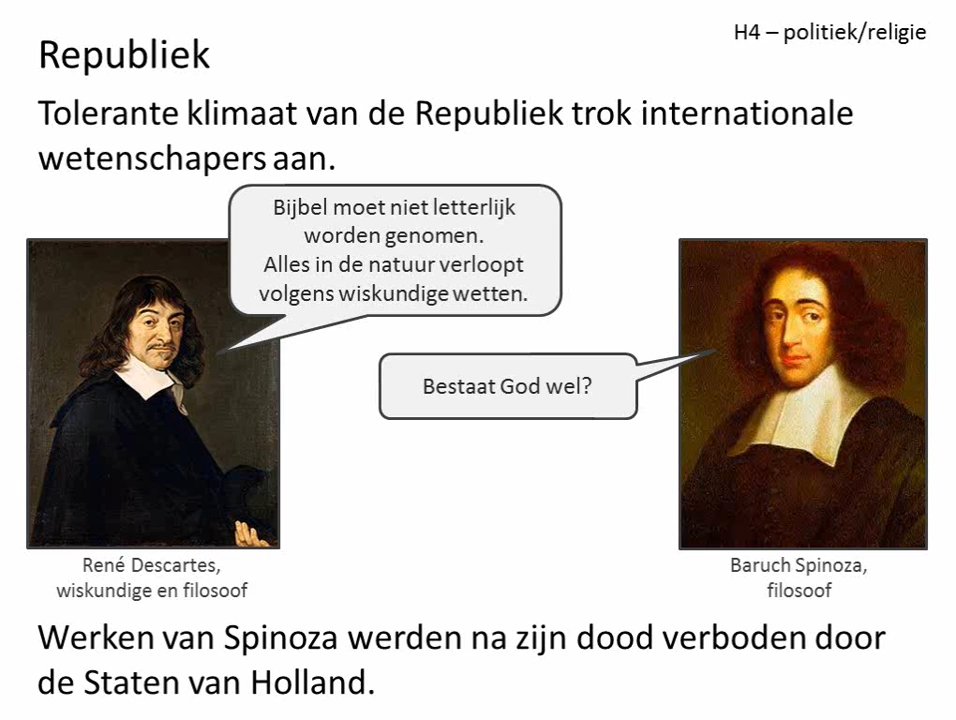 H4 – politiek/religie
Republiek
Tolerante klimaat van de Republiek trok internationale
wetenschapers aan.
Bijbel moet niet letterlijk
worden genomen.
Alles in de natuur verloopt
volgens wiskundige wetten.
Bestaat God wel?
René Descartes,
wiskundige en filosoof
Baruch Spinoza,
filosoof
Werken van Spinoza werden na zijn dood verboden door
de Staten van Holland.